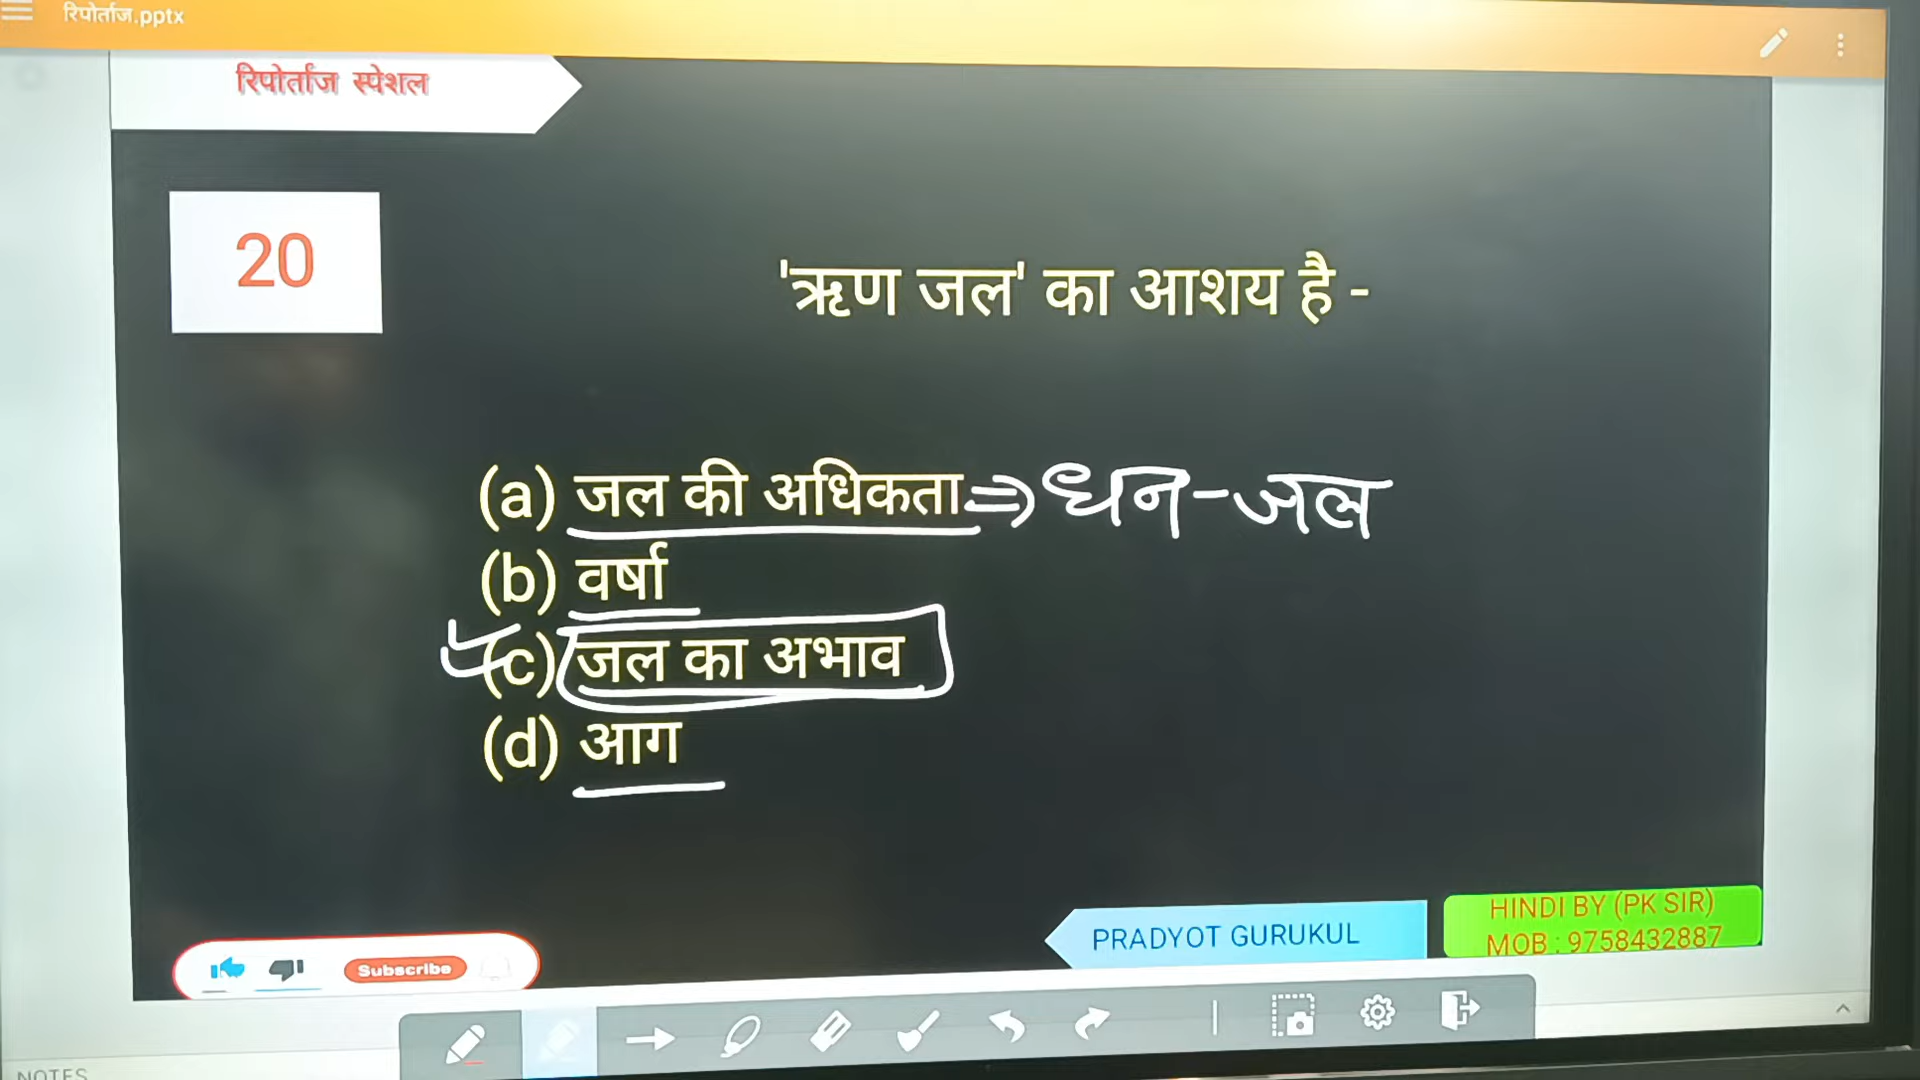 रिपोर्ताज.pptx
रिपोर्ताज स्पेशल
20
'ऋण जल' का आशय है -
(a) जल की अधिकता ⇒ धन-जल
(b) वर्षा
(c) जल का अभाव
(d) आग
PRADYOT GURUKUL
HINDI BY (PK SIR)
MOB : 9758432887
Subscribe
NOTES